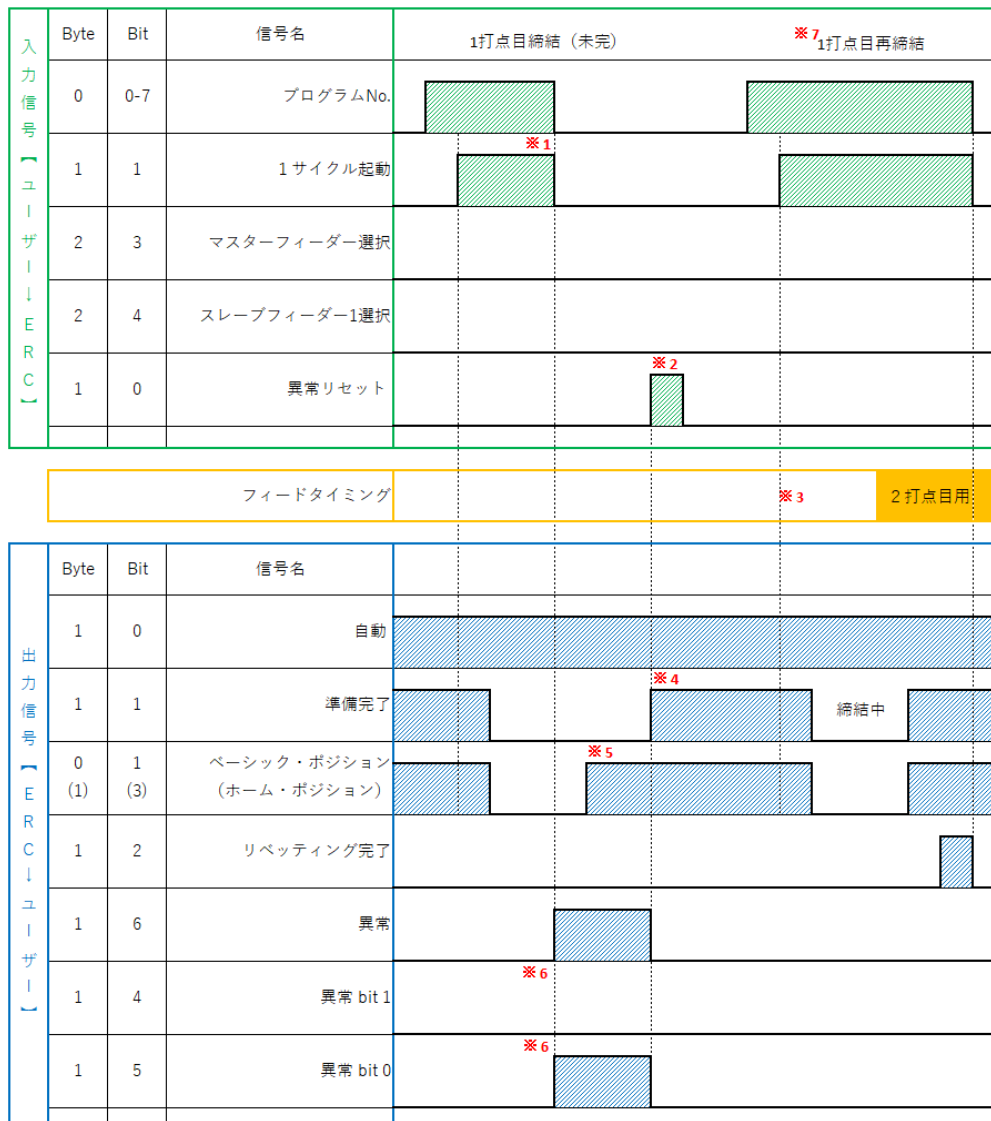 入力信号【ユーザー→ERC】
Byte Bit 信号名 1打点目締結（未完） ※7 1打点目再締結
0 0-7 プログラムNo.
※1
1 1 1サイクル起動
2 3 マスターフィーダー選択
2 4 スレーブフィーダー1選択
※2
1 0 異常リセット
フィードタイミング ※3 2打点目用
出力信号【ERC→ユーザー】
Byte Bit 信号名
1 0 自動
※4
1 1 準備完了 締結中
※5
0 1 ベーシック・ポジション
(1) (3) （ホーム・ポジション）
1 2 リベッティング完了
1 6 異常
※6
1 4 異常 bit 1
※6
1 5 異常 bit 0